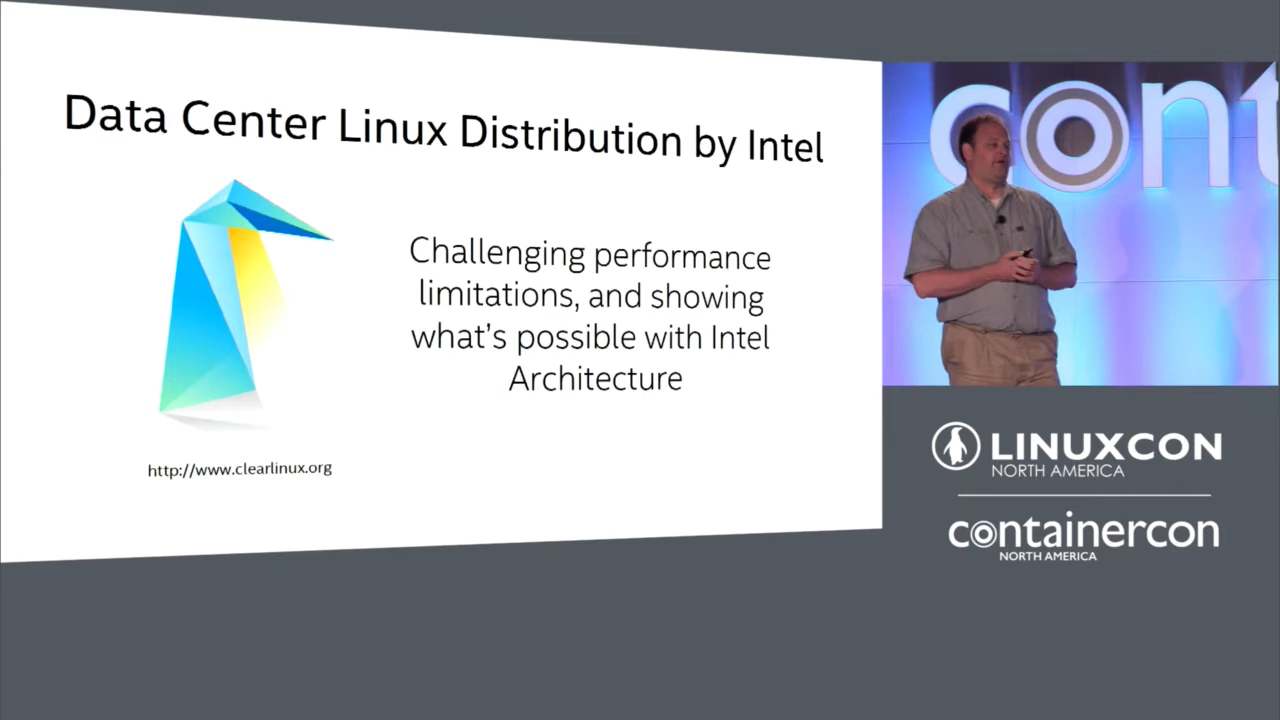 Data Center Linux Distribution by Intel
Challenging performance
limitations, and showing
what's possible with Intel
Architecture
http://www.clearlinux.org
cont
LINUXCON
NORTH AMERICA
containercon
NORTH AMERICA